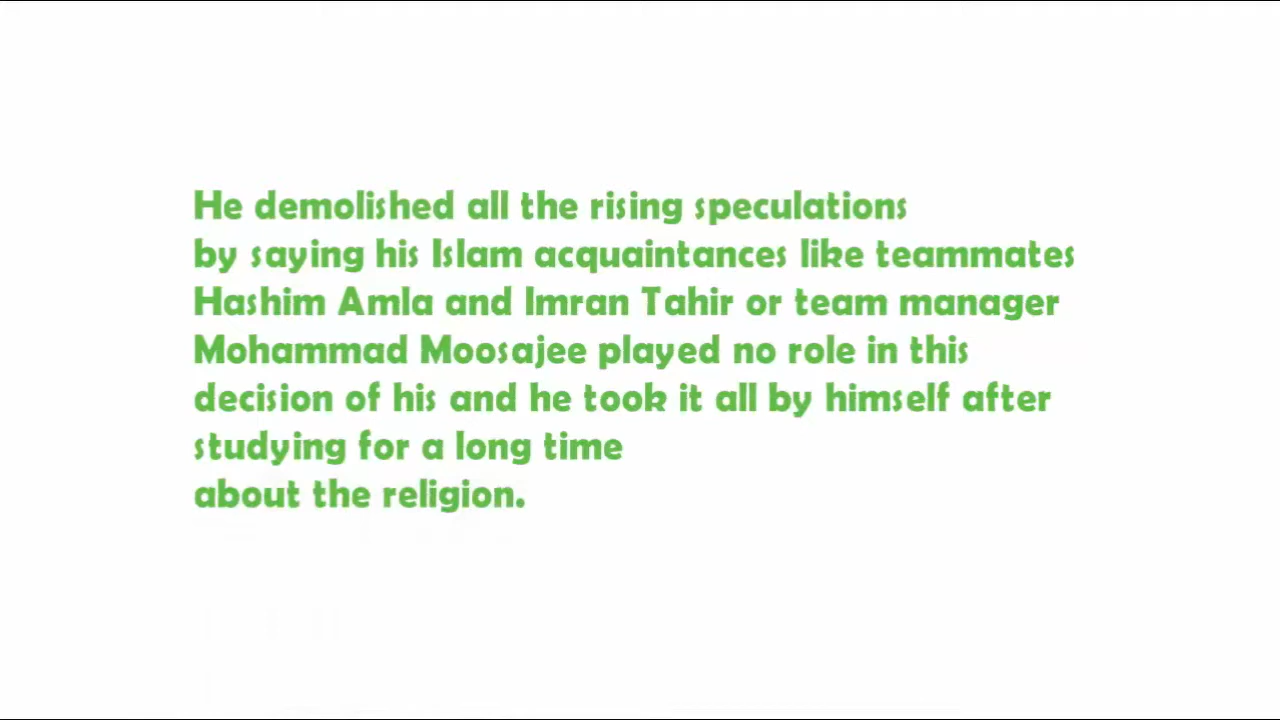 He demolished all the rising speculations
by saying his Islam acquaintances like teammates
Hashim Amla and Imran Tahir or team manager
Mohammad Moosajee played no role in this
decision of his and he took it all by himself after
studying for a long time
about the religion.